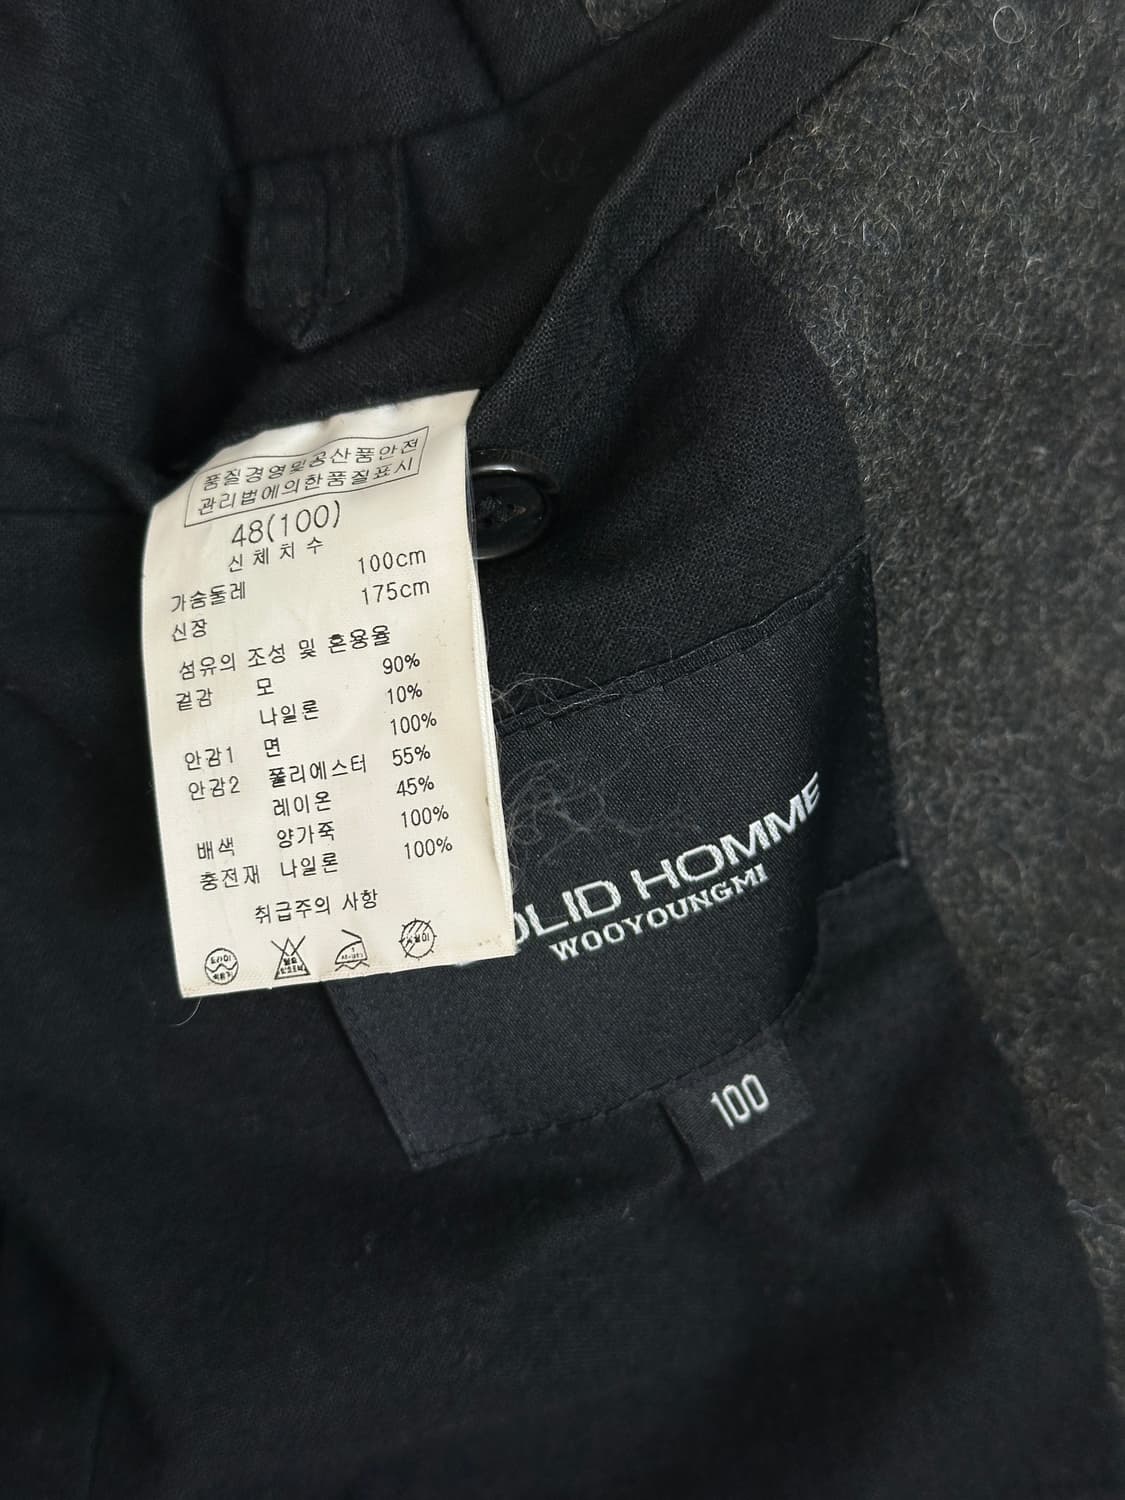 품질경영및공산품안전
관리법에의한품질표시
48(100)
신체치수
가슴둘레 100cm
신장 175cm
섬유의 조성 및 혼용율
겉감 모 90%
나일론 10%
안감1 면 100%
안감2 폴리에스터 55%
레이온 45%
배색 양가죽 100%
충전재 나일론 100%
취급주의 사항
드라이
OLID HOMME
WOOYOUNGMI
100